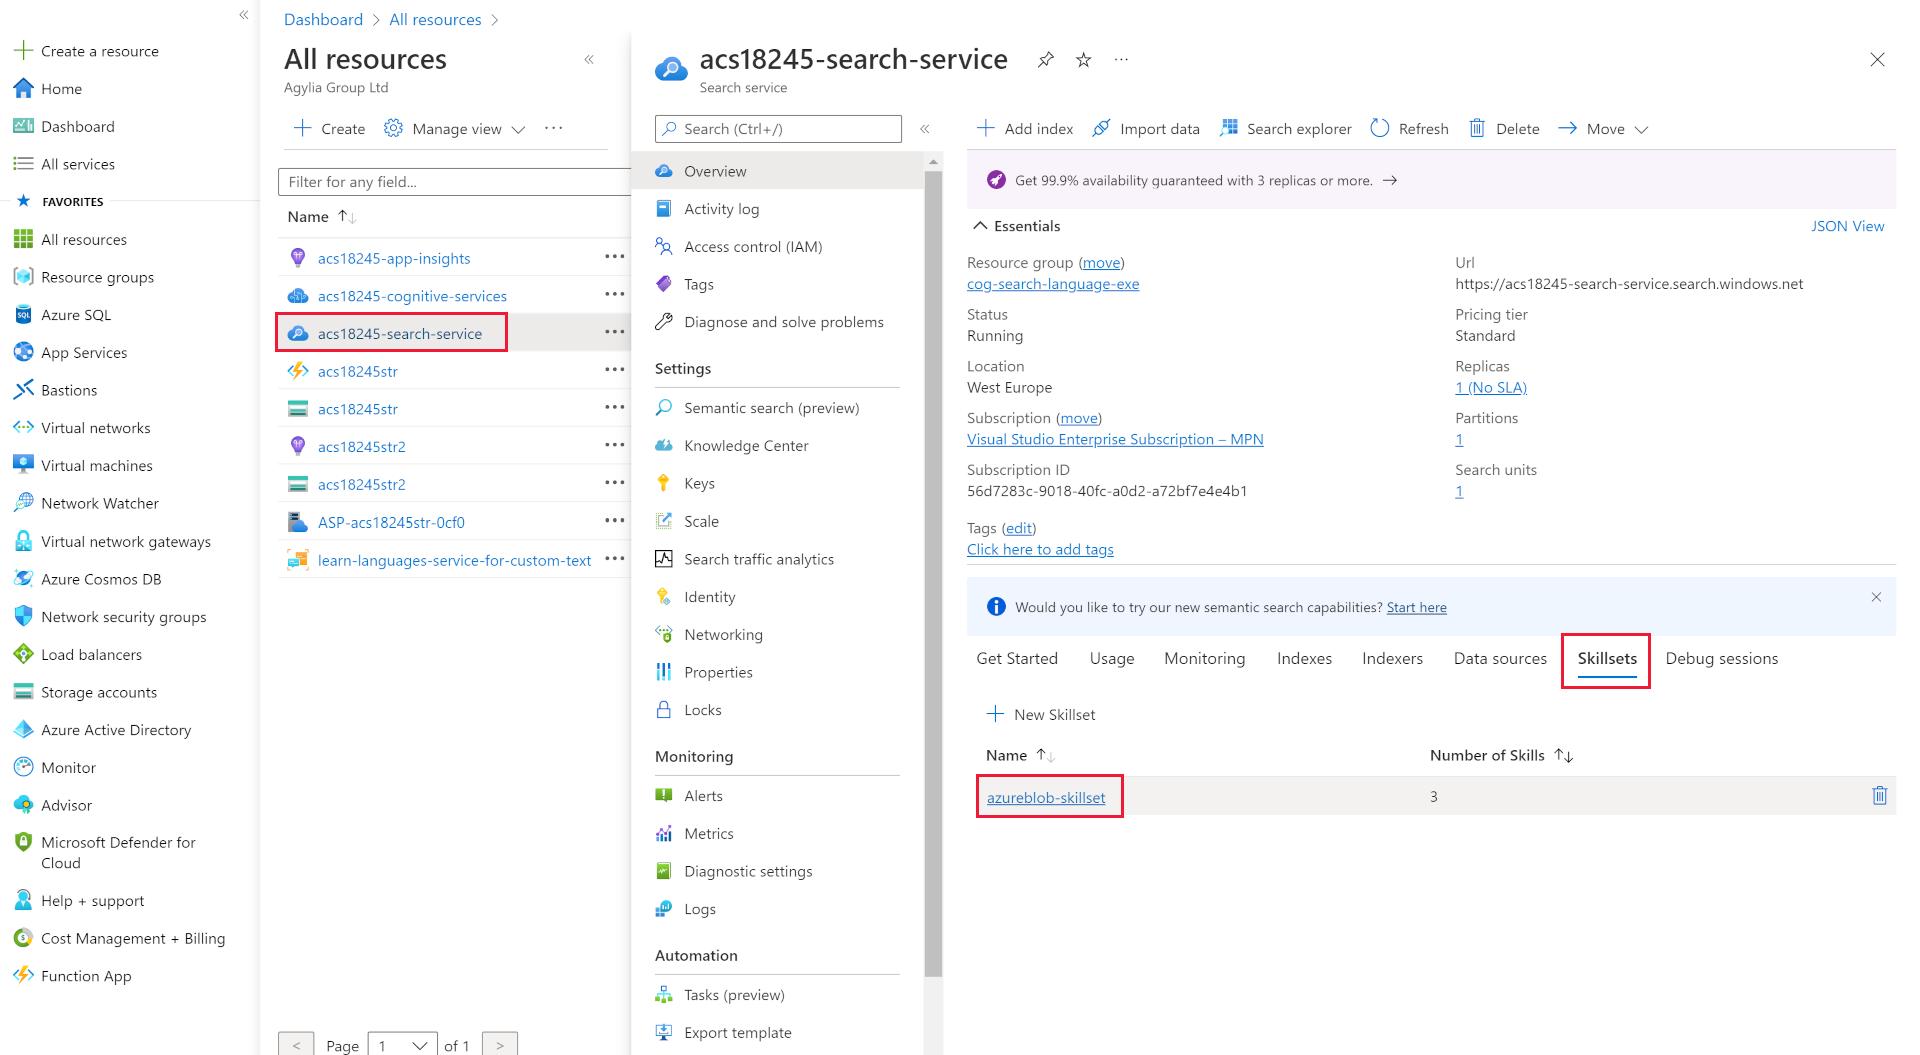 Create a resource
Home
Dashboard
All services
FAVORITES
All resources
Resource groups
Azure SQL
App Services
Bastions
Virtual networks
Virtual machines
Network Watcher
Virtual network gateways
Azure Cosmos DB
Network security groups
Load balancers
Storage accounts
Azure Active Directory
Monitor
Advisor
Microsoft Defender for
Cloud
Help + support
Cost Management + Billing
Function App
Dashboard > All resources >
All resources
Agylia Group Ltd
Create Manage view ···
Filter for any field...
Name ↑↓
acs18245-app-insights
acs18245-cognitive-services
acs18245-search-service
acs18245str
acs18245str
acs18245str2
acs18245str2
ASP-acs18245str-0cf0
learn-languages-service-for-custom-text
< Page 1 of 1 >
acs18245-search-service
Search service
Search (Ctrl+/)
Overview
Activity log
Access control (IAM)
Tags
Diagnose and solve problems
Settings
Semantic search (preview)
Knowledge Center
Keys
Scale
Search traffic analytics
Identity
Networking
Properties
Locks
Monitoring
Alerts
Metrics
Diagnostic settings
Logs
Automation
Tasks (preview)
Export template
Add index Import data Search explorer Refresh Delete Move
Get 99.9% availability guaranteed with 3 replicas or more. →
Essentials
JSON View
Resource group (move)
cog-search-language-exe
Status
Running
Location
West Europe
Subscription (move)
Visual Studio Enterprise Subscription – MPN
Subscription ID
56d7283c-9018-40fc-a0d2-a72bf7e4e4b1
Tags (edit)
Click here to add tags
Url
https://acs18245-search-service.search.windows.net
Pricing tier
Standard
Replicas
1 (No SLA)
Partitions
1
Search units
1
Would you like to try our new semantic search capabilities? Start here
Get Started Usage Monitoring Indexes Indexers Data sources Skillsets Debug sessions
New Skillset
Name ↑↓ Number of Skills ↑↓
azureblob-skillset 3